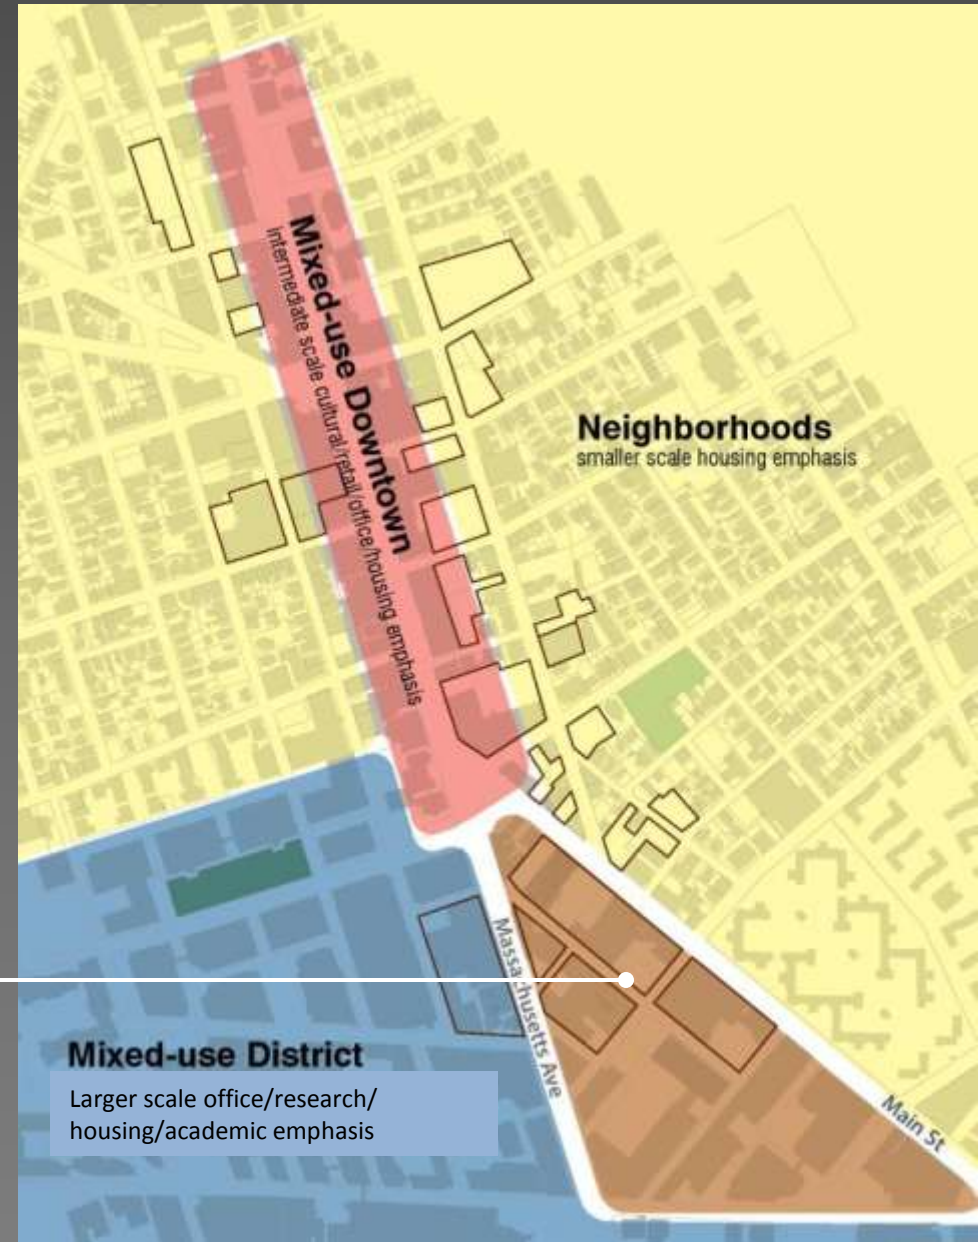 Mixed-use Downtown
intermediate scale cultural/retail/office/housing emphasis
Neighborhoods
smaller scale housing emphasis
Massachusetts Ave
Mixed-use District
Larger scale office/research/
housing/academic emphasis
Main St